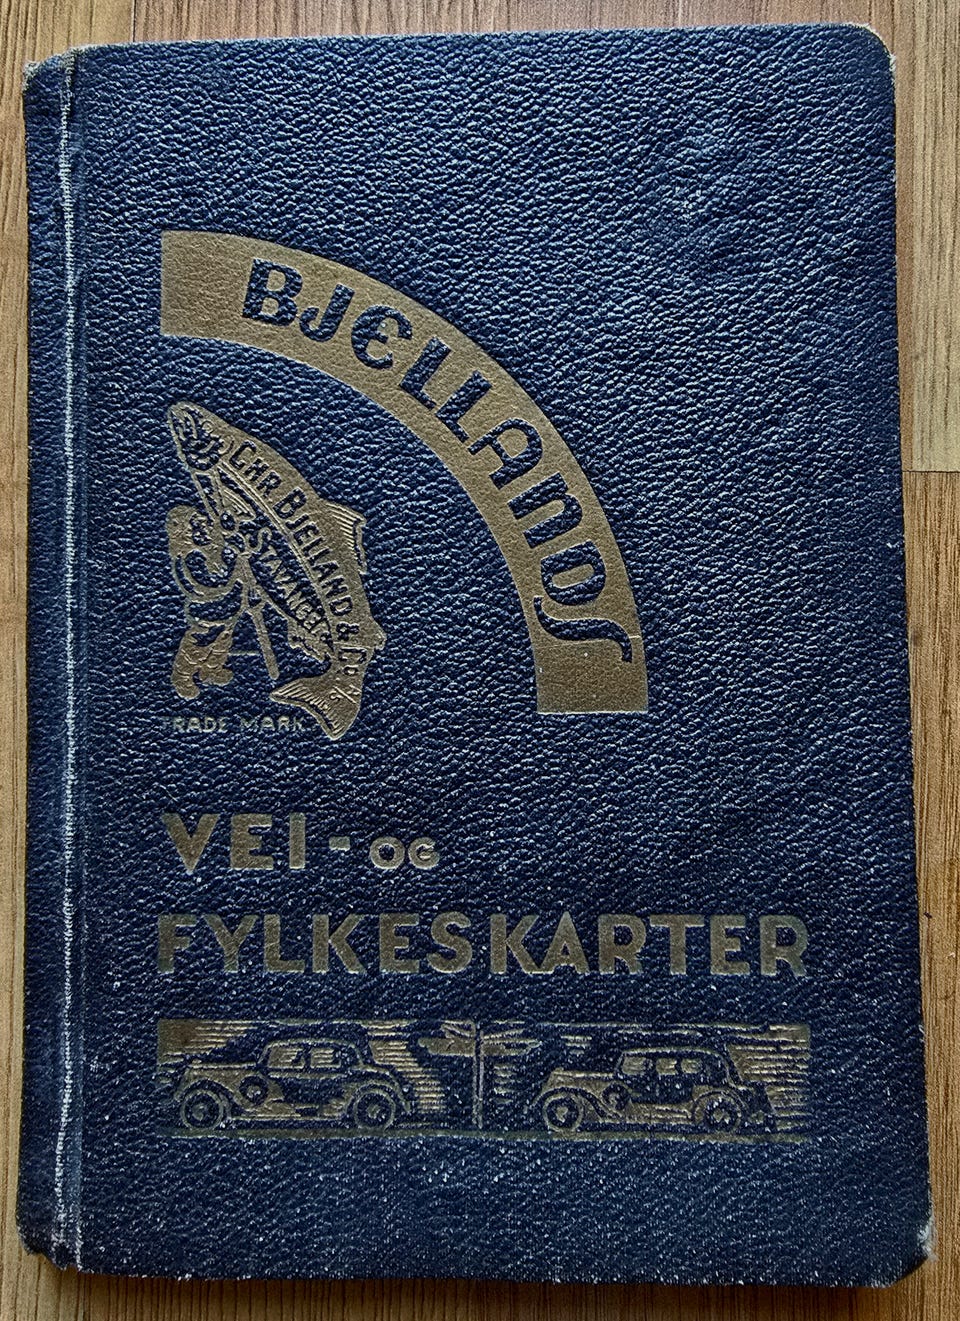 BJELLANDS
CHR BJELLAND & CO A/S
STAVANGER
TRADE MARK
VEI- OG
FYLKESKARTER